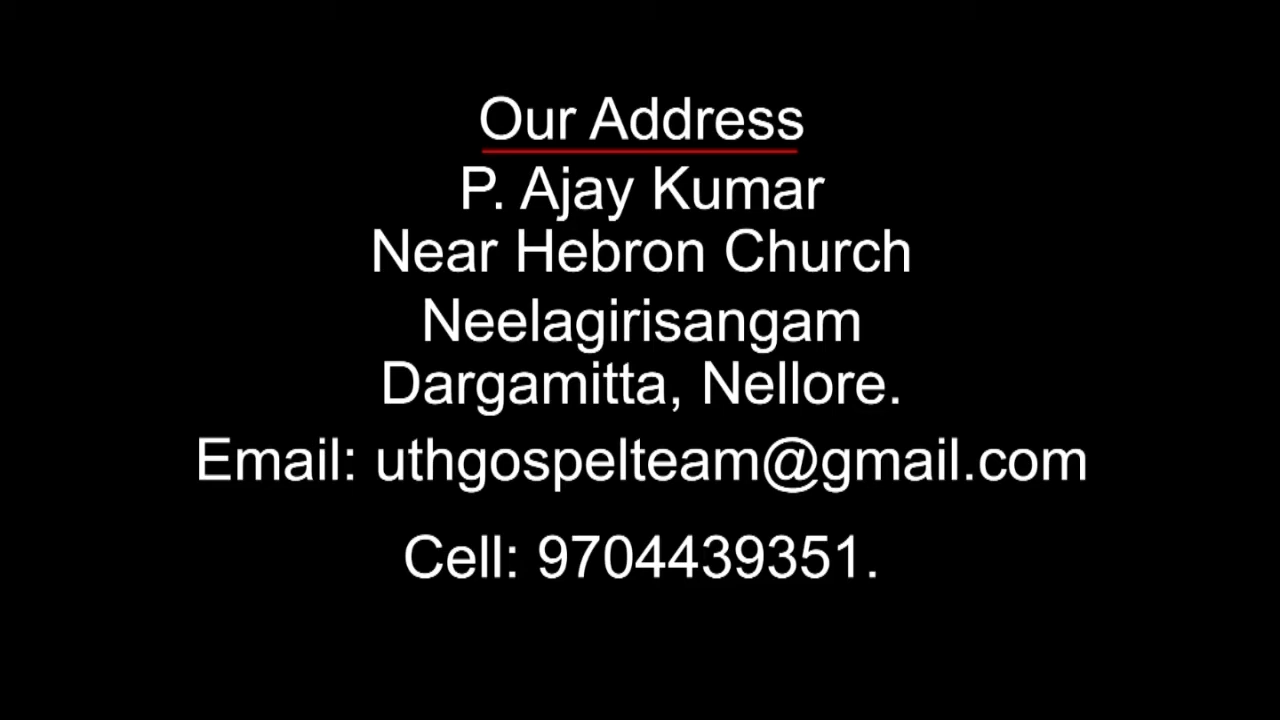 Our Address
P. Ajay Kumar
Near Hebron Church
Neelagirisangam
Dargamitta, Nellore.
Email: uthgospelteam@gmail.com
Cell: 9704439351.